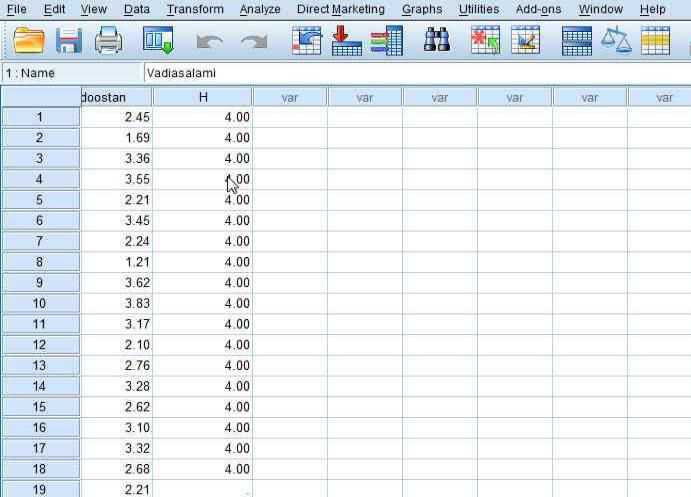 File Edit View Data Transform Analyze Direct Marketing Graphs Utilities Add-ons Window Help
1 : Name Vadiasalami
doostan H var var var var var var
1 2.45 4.00
2 1.69 4.00
3 3.36 4.00
4 3.55 4.00
5 2.21 4.00
6 3.45 4.00
7 2.24 4.00
8 1.21 4.00
9 3.62 4.00
10 3.83 4.00
11 3.17 4.00
12 2.10 4.00
13 2.76 4.00
14 3.28 4.00
15 2.62 4.00
16 3.10 4.00
17 3.32 4.00
18 2.68 4.00
19 2.21 .